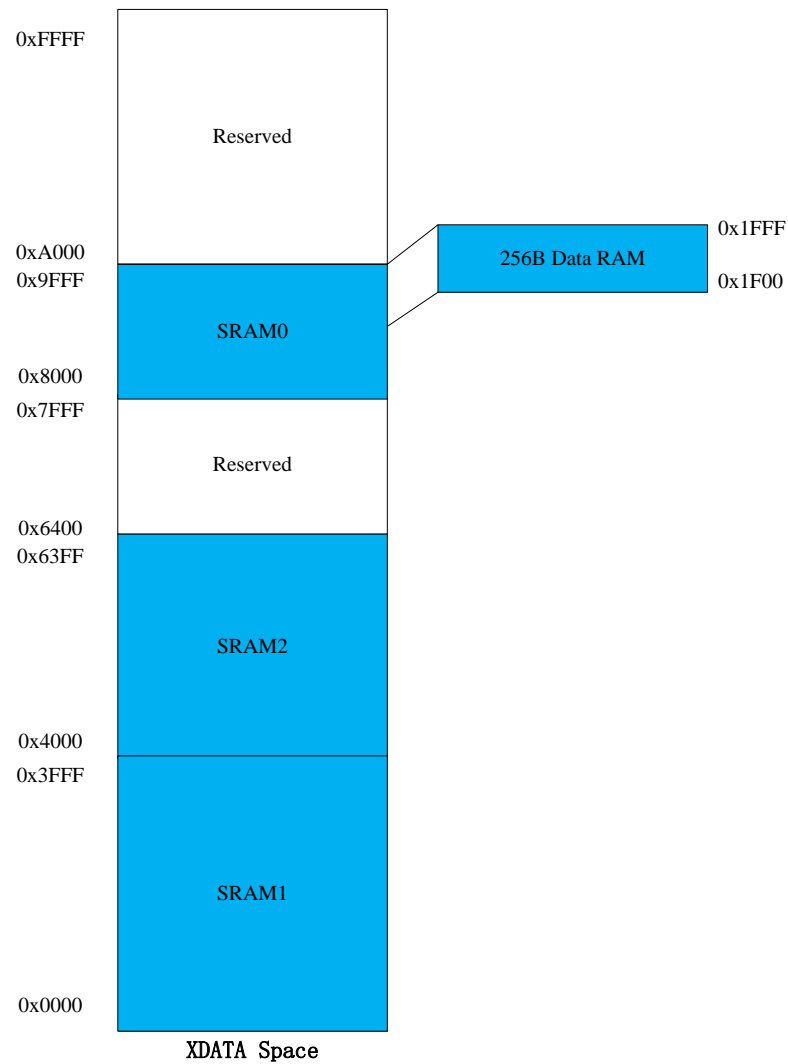 0xFFFF
Reserved
0xA000
0x9FFF
SRAM0
0x8000
0x1FFF
256B Data RAM
0x1F00
0x7FFF
Reserved
0x6400
0x63FF
SRAM2
0x4000
0x3FFF
SRAM1
0x0000
XDATA Space